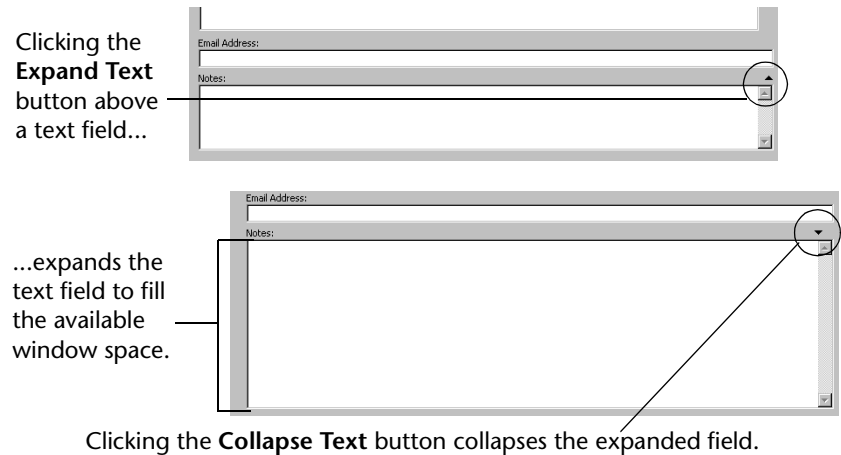 Clicking the
Expand Text
button above
a text field...
Email Address:
Notes:
Email Address:
Notes:
...expands the
text field to fill
the available
window space.
Clicking the Collapse Text button collapses the expanded field.